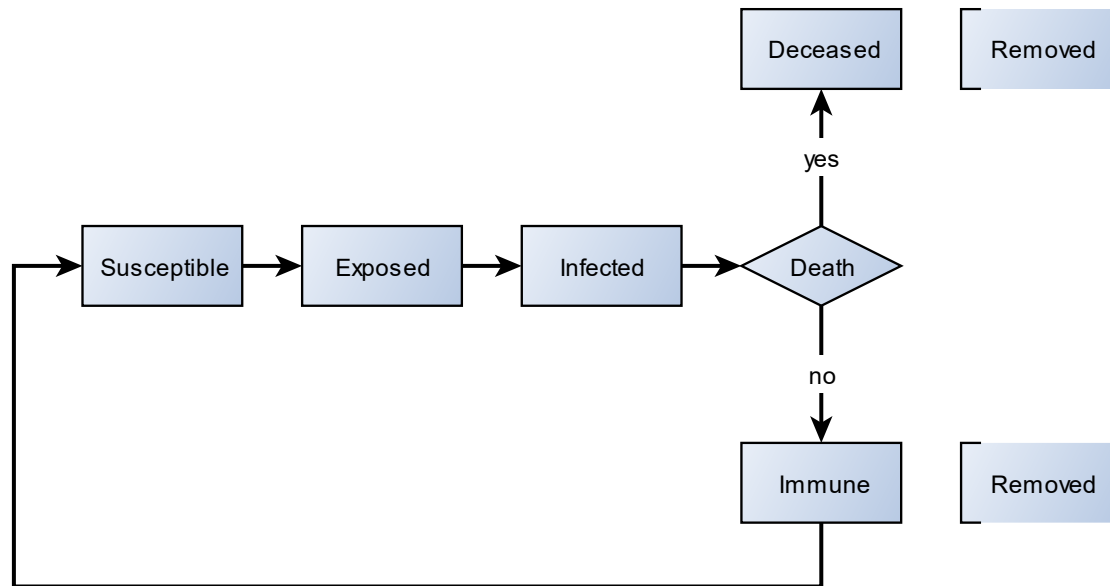 Deceased
Removed
yes
Susceptible
Exposed
Infected
Death
no
Immune
Removed